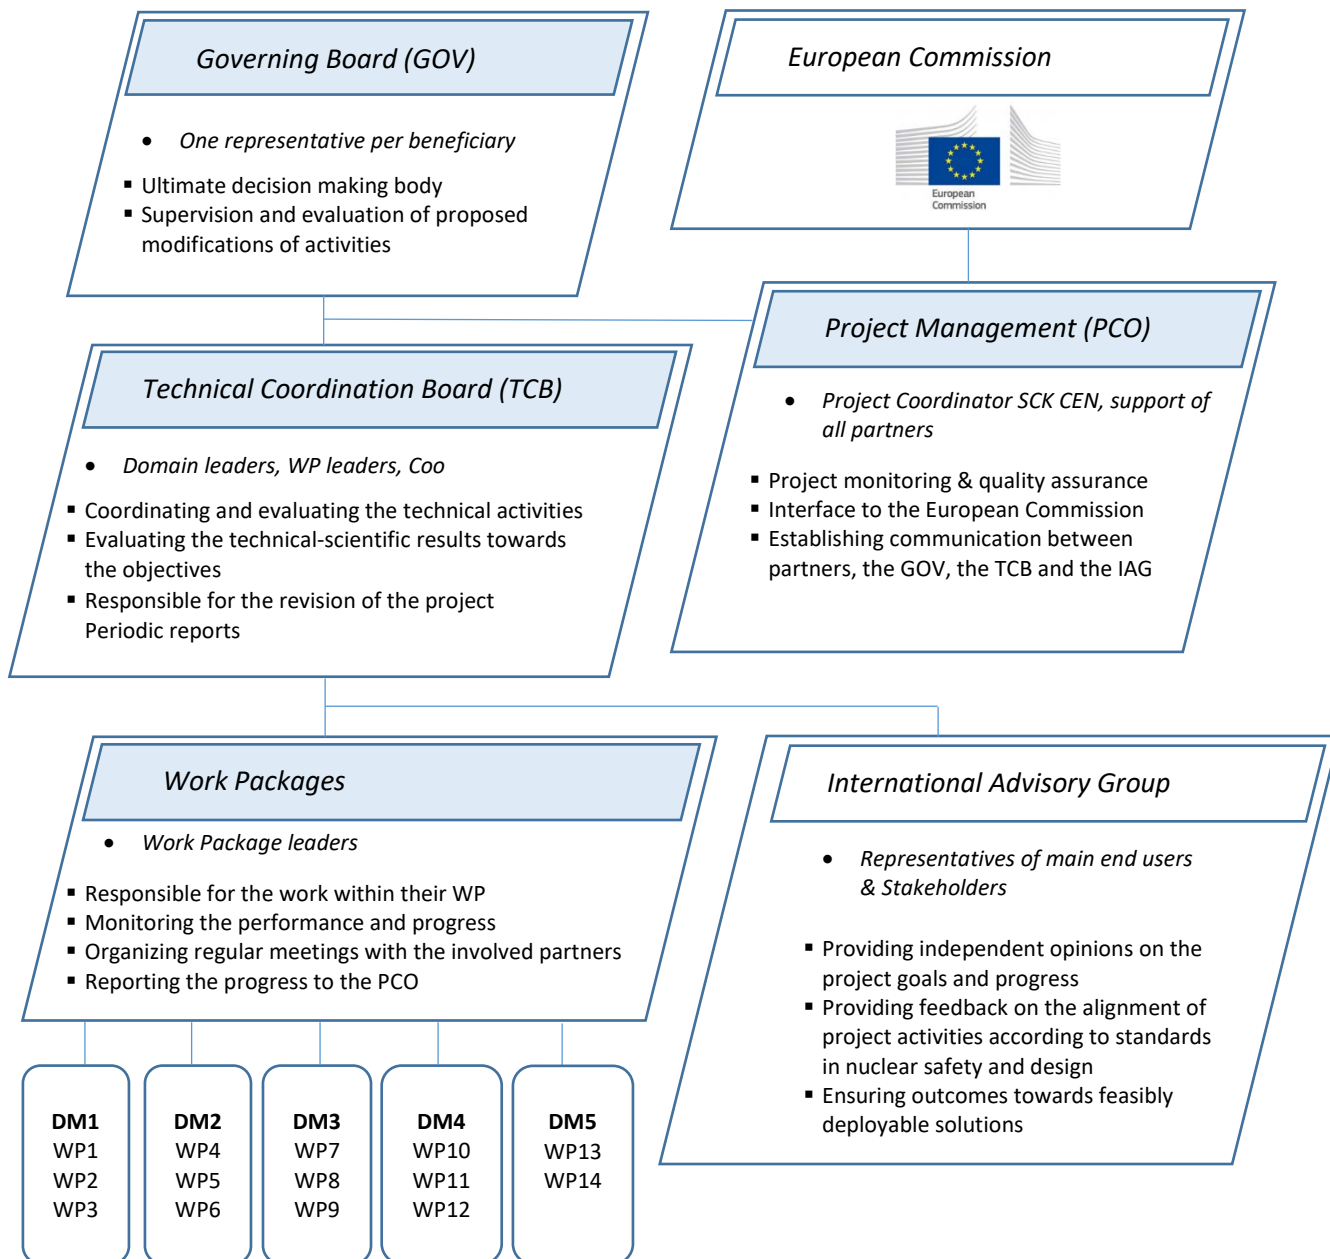 Governing Board (GOV)
• One representative per beneficiary
▪ Ultimate decision making body
▪ Supervision and evaluation of proposed
modifications of activities
European Commission
European
Commission
Project Management (PCO)
• Project Coordinator SCK CEN, support of
all partners
▪ Project monitoring & quality assurance
▪ Interface to the European Commission
▪ Establishing communication between
partners, the GOV, the TCB and the IAG
Technical Coordination Board (TCB)
• Domain leaders, WP leaders, Coo
▪ Coordinating and evaluating the technical activities
▪ Evaluating the technical-scientific results towards
the objectives
▪ Responsible for the revision of the project
Periodic reports
Work Packages
• Work Package leaders
▪ Responsible for the work within their WP
▪ Monitoring the performance and progress
▪ Organizing regular meetings with the involved partners
▪ Reporting the progress to the PCO
International Advisory Group
• Representatives of main end users
& Stakeholders
▪ Providing independent opinions on the
project goals and progress
▪ Providing feedback on the alignment of
project activities according to standards
in nuclear safety and design
▪ Ensuring outcomes towards feasibly
deployable solutions
DM1
WP1
WP2
WP3
DM2
WP4
WP5
WP6
DM3
WP7
WP8
WP9
DM4
WP10
WP11
WP12
DM5
WP13
WP14